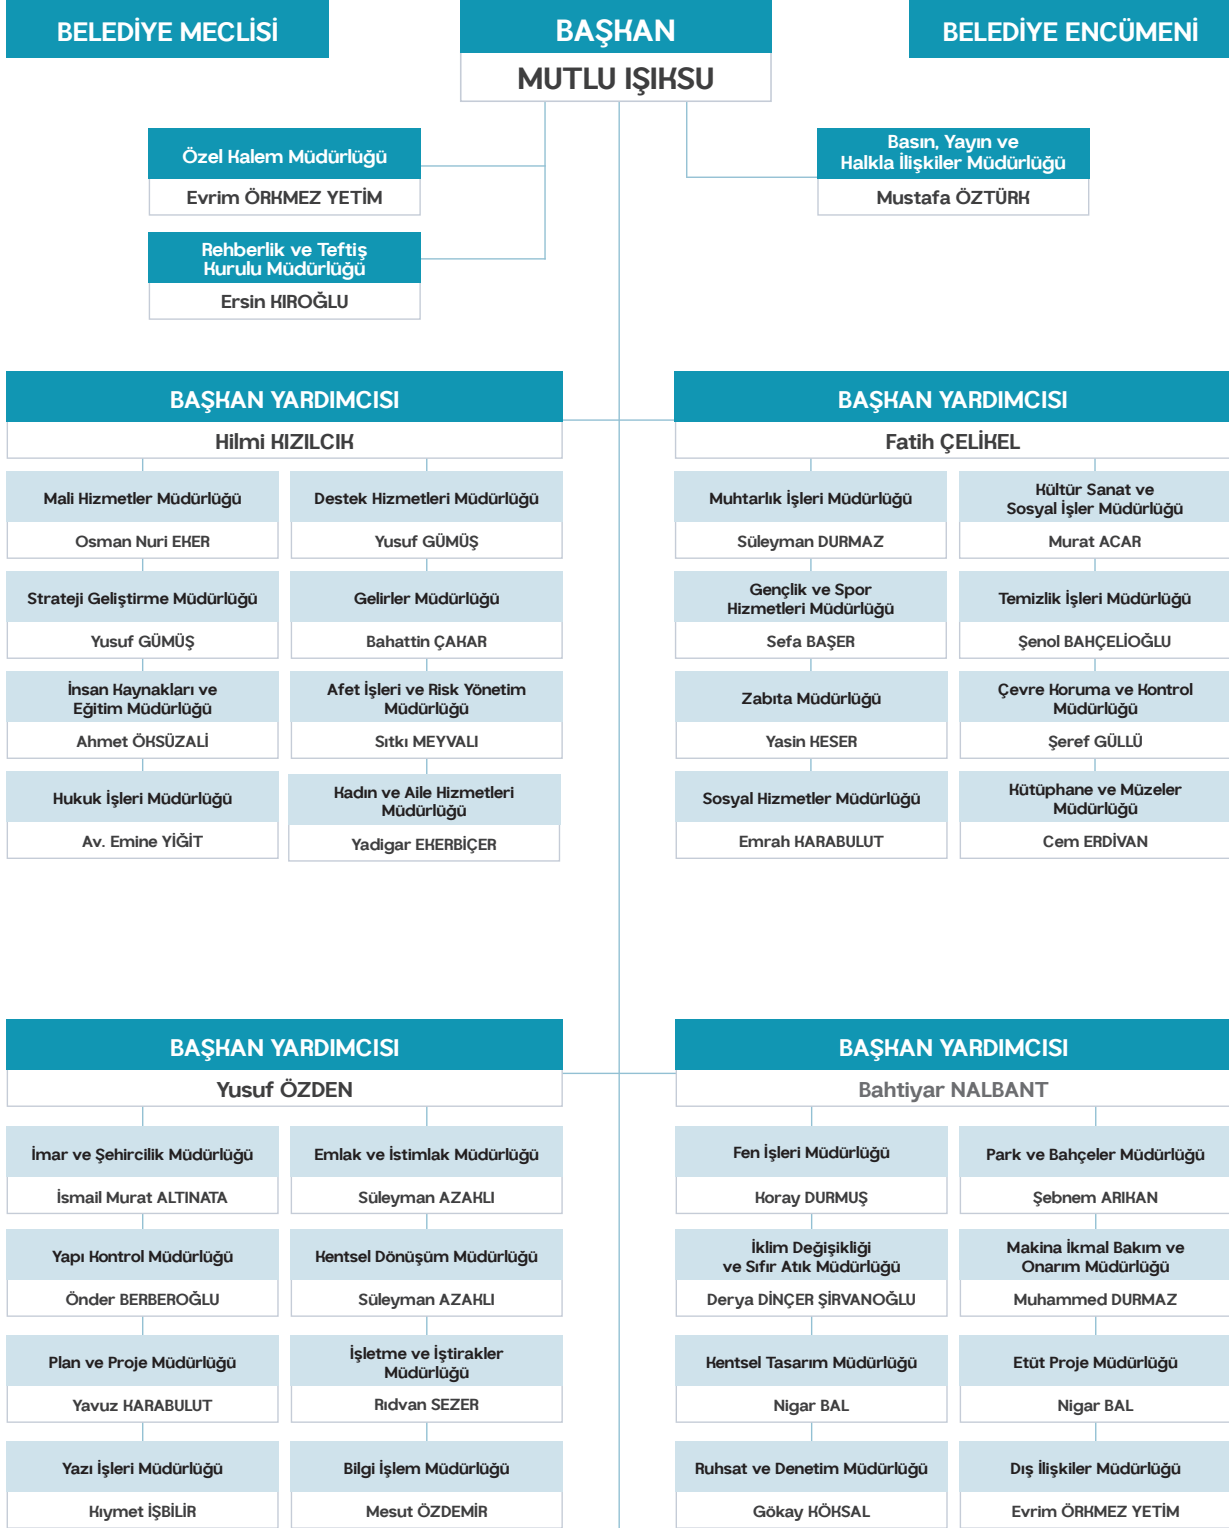 BELEDİYE MECLİSİ
BAŞKAN
BELEDİYE ENCÜMENİ
MUTLU IŞIKSU
Özel Kalem Müdürlüğü
Evrim ÖRKMEZ YETİM
Basın, Yayın ve
Halkla İlişkiler Müdürlüğü
Mustafa ÖZTÜRK
Rehberlik ve Teftiş
Kurulu Müdürlüğü
Ersin KIROĞLU
BAŞKAN YARDIMCISI
Hilmi KIZILCIK
Mali Hizmetler Müdürlüğü
Osman Nuri EKER
Destek Hizmetleri Müdürlüğü
Yusuf GÜMÜŞ
Strateji Geliştirme Müdürlüğü
Yusuf GÜMÜŞ
Gelirler Müdürlüğü
Bahattin ÇAKAR
İnsan Kaynakları ve
Eğitim Müdürlüğü
Ahmet ÖKSÜZALİ
Afet İşleri ve Risk Yönetim
Müdürlüğü
Sıtkı MEYVALI
Hukuk İşleri Müdürlüğü
Av. Emine YİĞİT
Kadın ve Aile Hizmetleri
Müdürlüğü
Yadigar EKERBİÇER
BAŞKAN YARDIMCISI
Fatih ÇELİKEL
Muhtarlık İşleri Müdürlüğü
Süleyman DURMAZ
Kültür Sanat ve
Sosyal İşler Müdürlüğü
Murat ACAR
Gençlik ve Spor
Hizmetleri Müdürlüğü
Sefa BAŞER
Temizlik İşleri Müdürlüğü
Şenol BAHÇELİOĞLU
Zabıta Müdürlüğü
Yasin KESER
Çevre Koruma ve Kontrol
Müdürlüğü
Şeref GÜLLÜ
Sosyal Hizmetler Müdürlüğü
Emrah KARABULUT
Kütüphane ve Müzeler
Müdürlüğü
Cem ERDİVAN
BAŞKAN YARDIMCISI
Yusuf ÖZDEN
İmar ve Şehircilik Müdürlüğü
İsmail Murat ALTINATA
Emlak ve İstimlak Müdürlüğü
Süleyman AZAKLI
Yapı Kontrol Müdürlüğü
Önder BERBEROĞLU
Kentsel Dönüşüm Müdürlüğü
Süleyman AZAKLI
Plan ve Proje Müdürlüğü
Yavuz KARABULUT
İşletme ve İştirakler
Müdürlüğü
Rıdvan SEZER
Yazı İşleri Müdürlüğü
Kıymet İŞBİLİR
Bilgi İşlem Müdürlüğü
Mesut ÖZDEMİR
BAŞKAN YARDIMCISI
Bahtiyar NALBANT
Fen İşleri Müdürlüğü
Koray DURMUŞ
Park ve Bahçeler Müdürlüğü
Şebnem ARIKAN
İklim Değişikliği
ve Sıfır Atık Müdürlüğü
Derya DİNÇER ŞİRVANOĞLU
Makina İkmal Bakım ve
Onarım Müdürlüğü
Muhammed DURMAZ
Kentsel Tasarım Müdürlüğü
Nigar BAL
Etüt Proje Müdürlüğü
Nigar BAL
Ruhsat ve Denetim Müdürlüğü
Gökay KÖKSAL
Dış İlişkiler Müdürlüğü
Evrim ÖRKMEZ YETİM